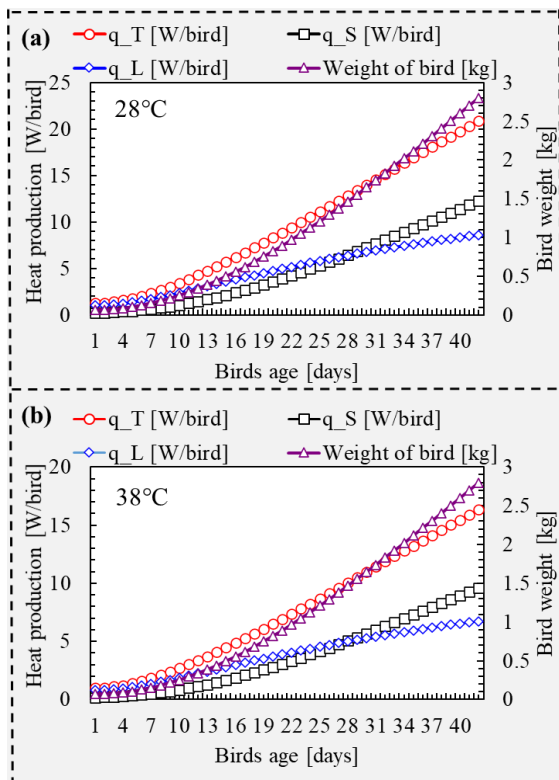 (a)
q_T [W/bird]
q_S [W/bird]
q_L [W/bird]
Weight of bird [kg]
28°C
Heat production [W/bird]
25
20
15
10
5
0
3
2.5
2
1.5
1
0.5
0
Bird weight [kg]
1 4 7 10 13 16 19 22 25 28 31 34 37 40
Birds age [days]
(b)
q_T [W/bird]
q_S [W/bird]
q_L [W/bird]
Weight of bird [kg]
38°C
Heat production [W/bird]
20
15
10
5
0
3
2.5
2
1.5
1
0.5
0
Bird weight [kg]
1 4 7 10 13 16 19 22 25 28 31 34 37 40
Birds age [days]